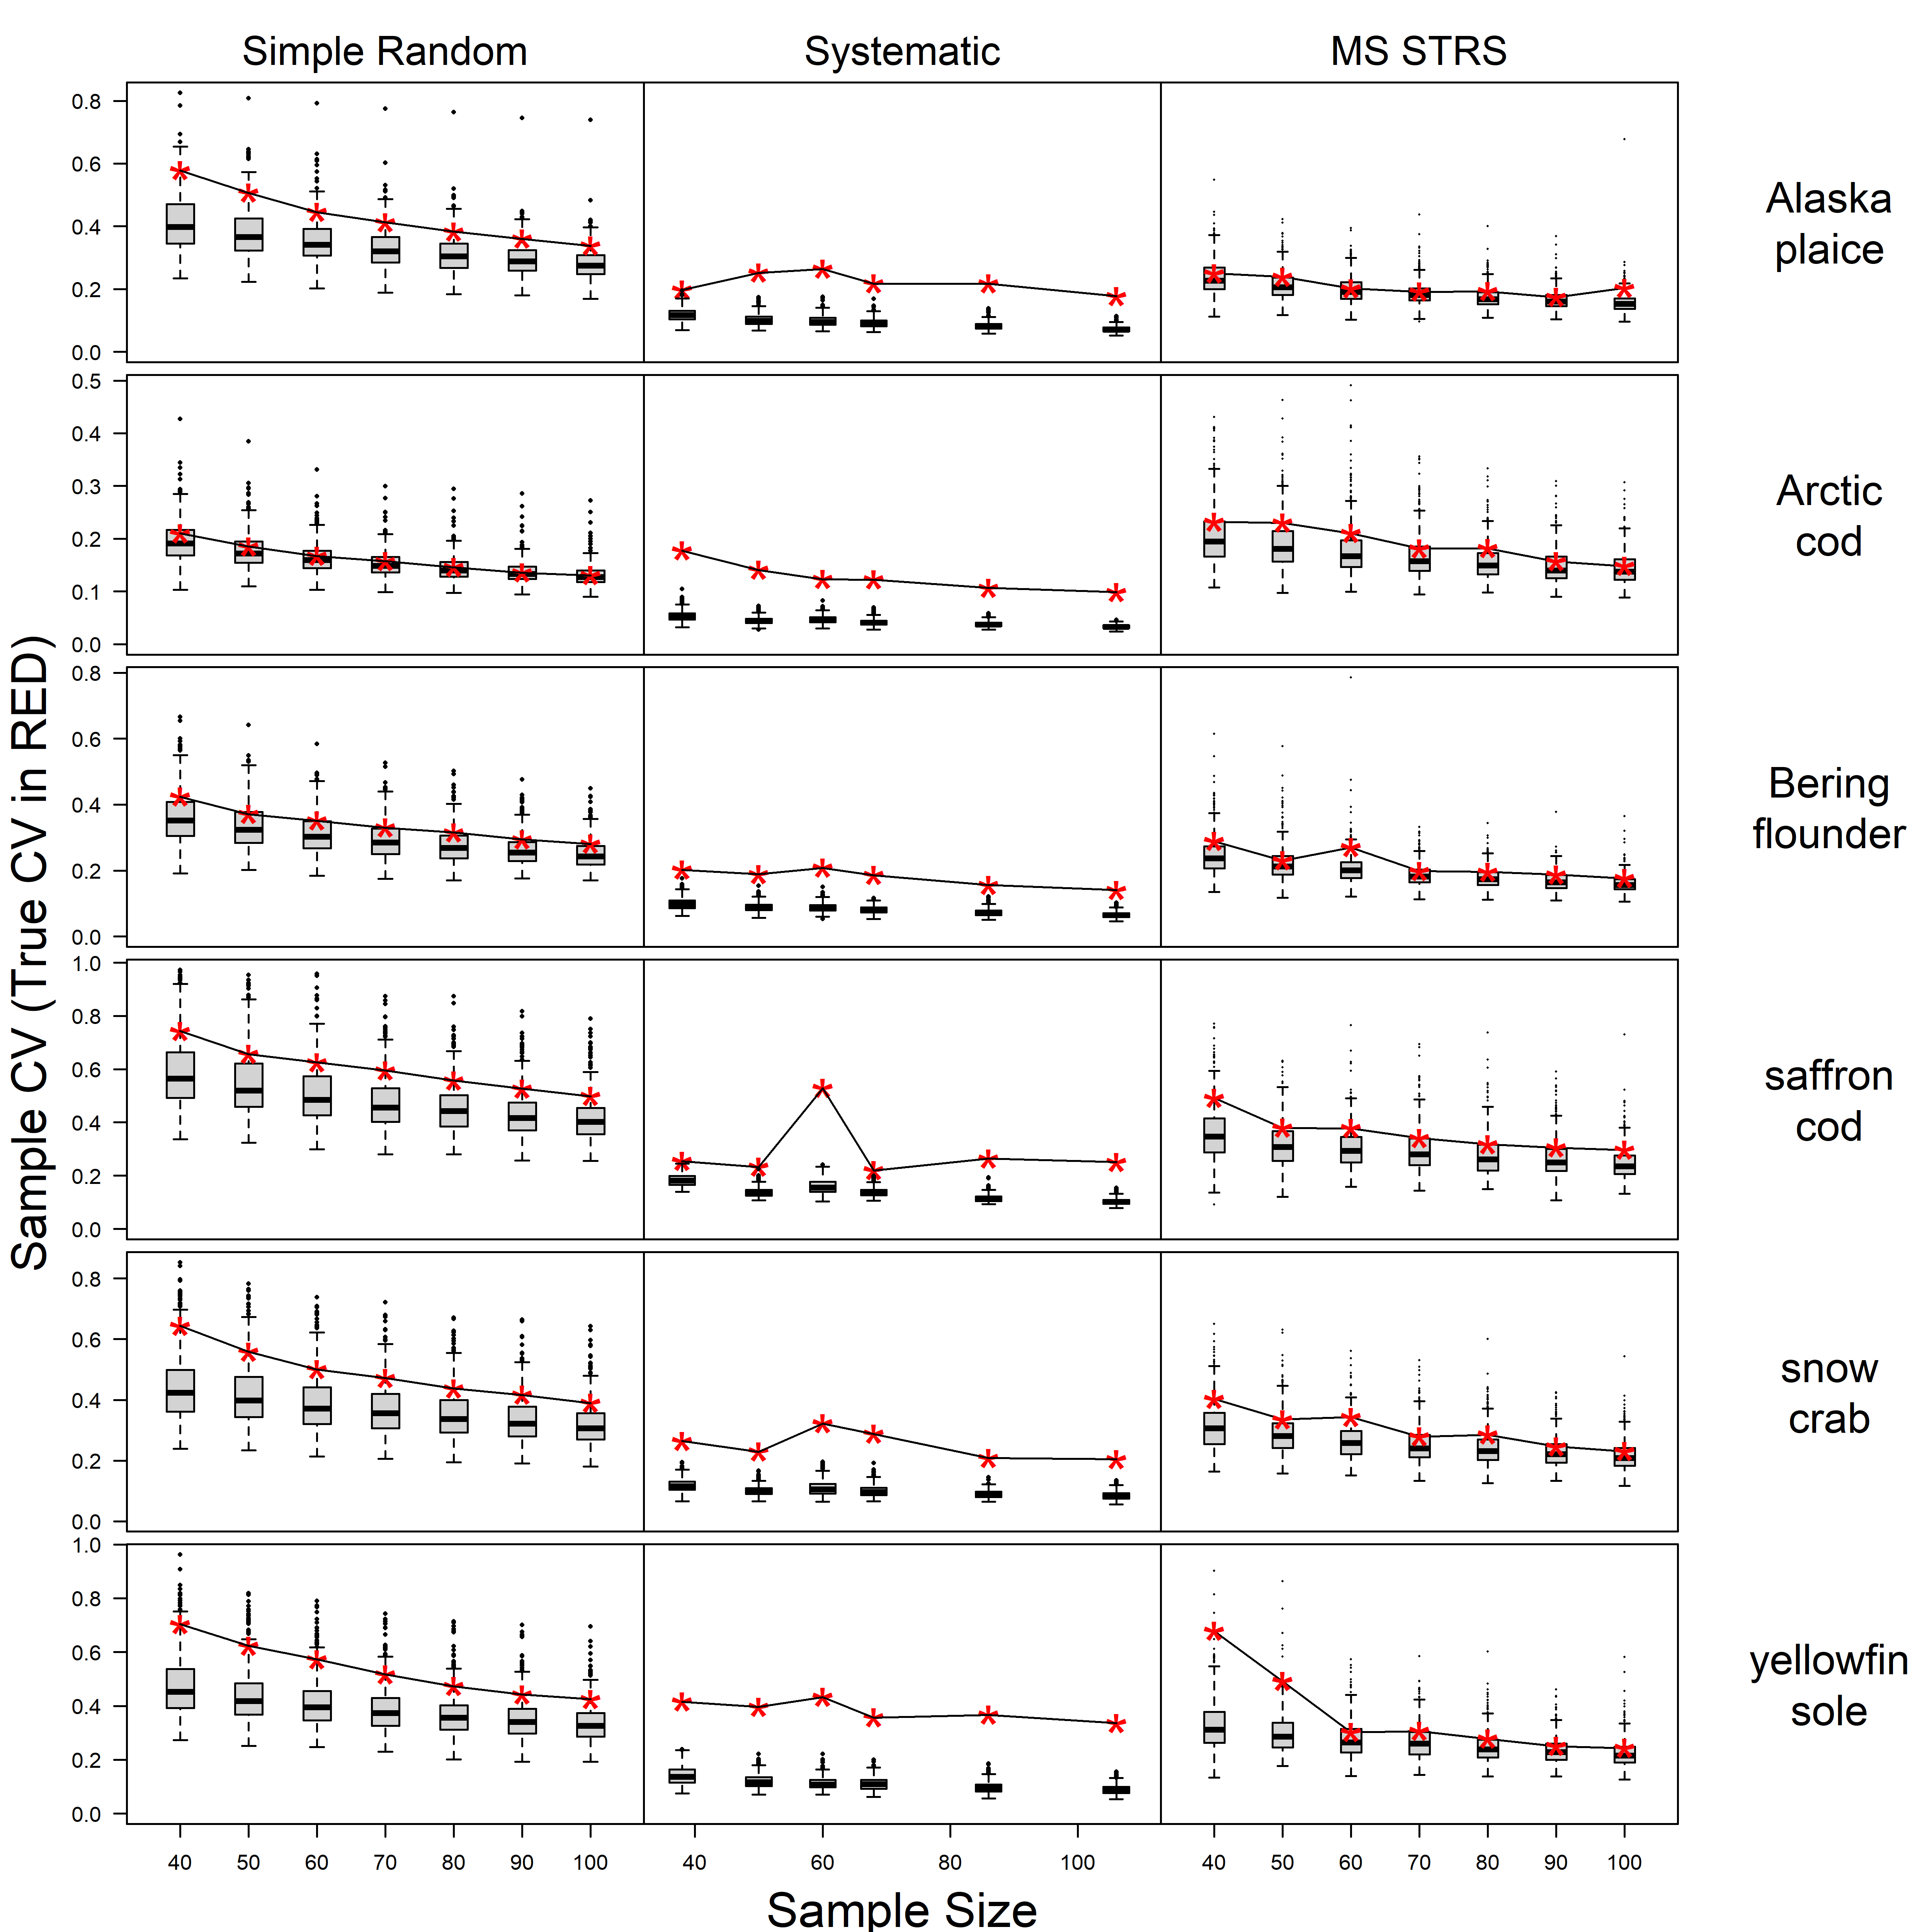 Simple Random
Systematic
MS STRS
0.8
0.6
0.4
0.2
0.0
Alaska
plaice
0.5
0.4
0.3
0.2
0.1
0.0
Arctic
cod
0.8
0.6
0.4
0.2
0.0
Bering
flounder
1.0
0.8
0.6
0.4
0.2
0.0
saffron
cod
0.8
0.6
0.4
0.2
0.0
snow
crab
1.0
0.8
0.6
0.4
0.2
0.0
yellowfin
sole
Sample CV (True CV in RED)
40 50 60 70 80 90 100
40 60 80 100
40 50 60 70 80 90 100
Sample Size